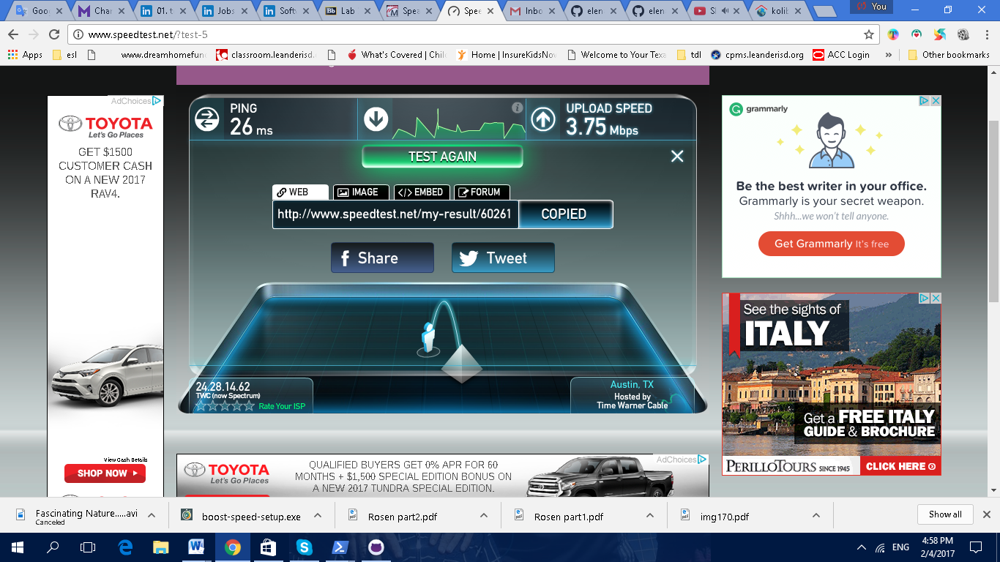 Goo
Chan
01. t
Jobs
Soft
Lab
Spea
Spee
Inbo
elen
elen
You
www.speedtest.net/?test-5
Apps
esl
www.dreamhomefun
classroom.leanderisd.
What's Covered | Chil
Home | InsureKidsNov
Welcome to Your Texa
tdl
cpms.leanderisd.org
ACC Login
»
Other bookmarks
AdChoices
TOYOTA
Let's Go Places
GET $1500
CUSTOMER CASH
ON A NEW 2017
RAV4.
View Cash Details
SHOP NOW
PING
26 ms
UPLOAD SPEED
3.75 Mbps
TEST AGAIN
WEB
IMAGE
EMBED
FORUM
http://www.speedtest.net/my-result/60261
COPIED
Share
Tweet
24.28.14.62
TWC (now Spectrum)
Rate Your ISP
Austin, TX
Hosted by
Time Warner Cable
grammarly
Be the best writer in your office.
Grammarly is your secret weapon.
Shhh...we won't tell anyone.
Get Grammarly It's free
See the sights of
ITALY
Get a FREE ITALY
GUIDE & BROCHURE
PERILLO TOURS SINCE 1945
CLICK HERE
TOYOTA
Let's Go Places
QUALIFIED BUYERS GET 0% APR FOR 60
MONTHS + $1,500 SPECIAL EDITION BONUS ON
A NEW 2017 TUNDRA SPECIAL EDITION.
AdChoices
Fascinating Nature.....avi
Canceled
boost-speed-setup.exe
Rosen part2.pdf
Rosen part1.pdf
img170.pdf
Show all
ENG
4:58 PM
2/4/2017